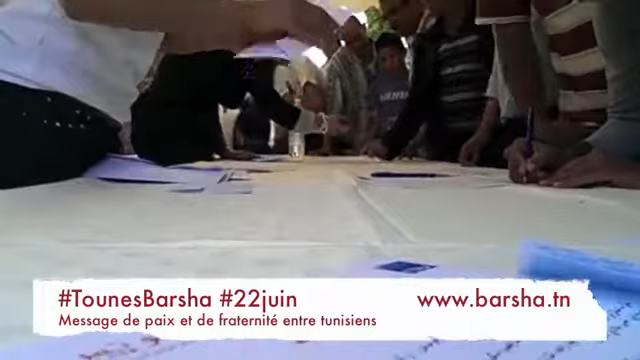 #TounesBarsha #22juin www.barsha.tn
Message de paix et de fraternité entre tunisiens